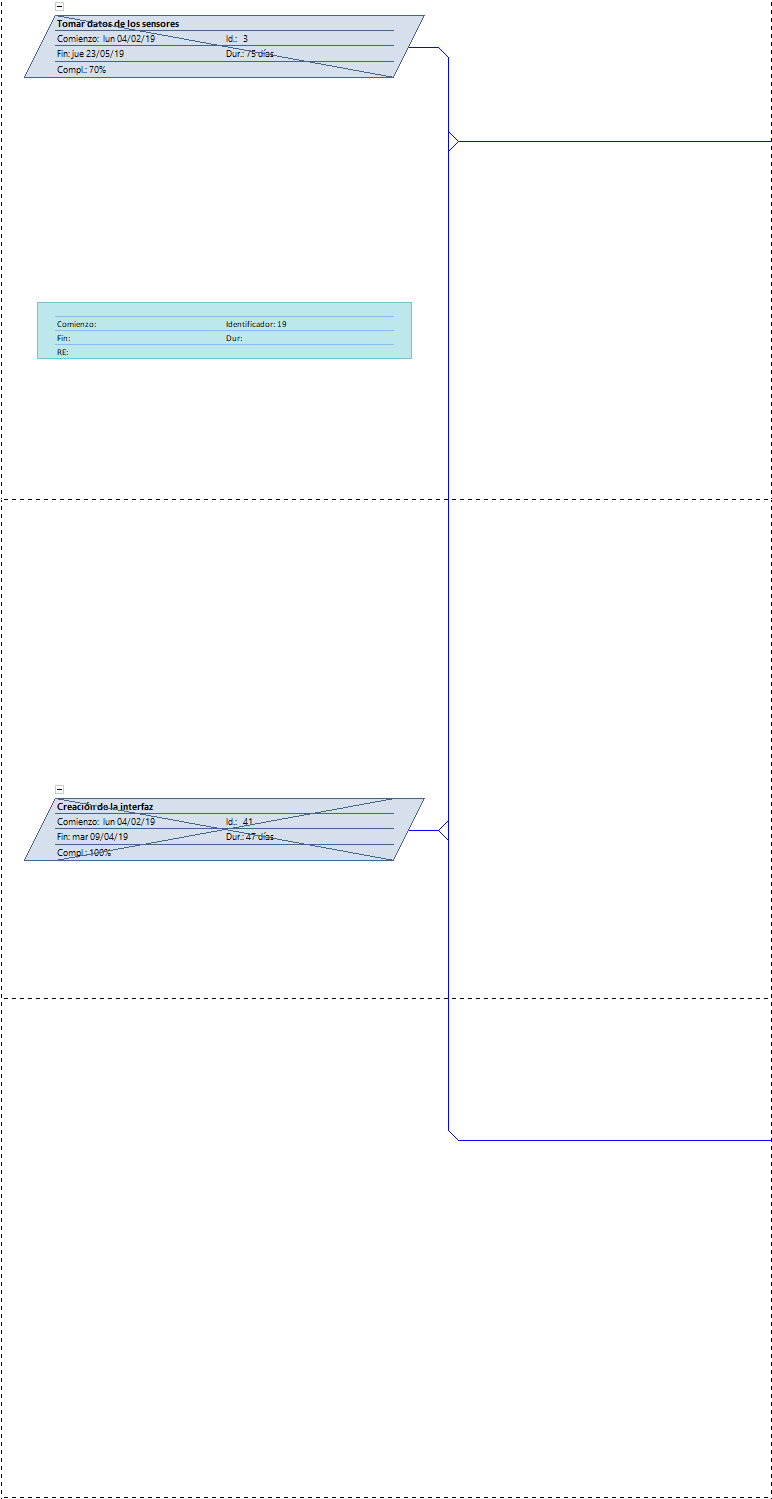 Tomar datos de los sensores
Comienzo: lun 04/02/19 Id.: 3
Fin: jue 23/05/19 Dur.: 75 días
Compl.: 70%
Comienzo: Identificador: 19
Fin: Dur:
RE:
Creación de la interfaz
Comienzo: lun 04/02/19 Id.: 41
Fin: mar 09/04/19 Dur.: 47 días
Compl.: 100%